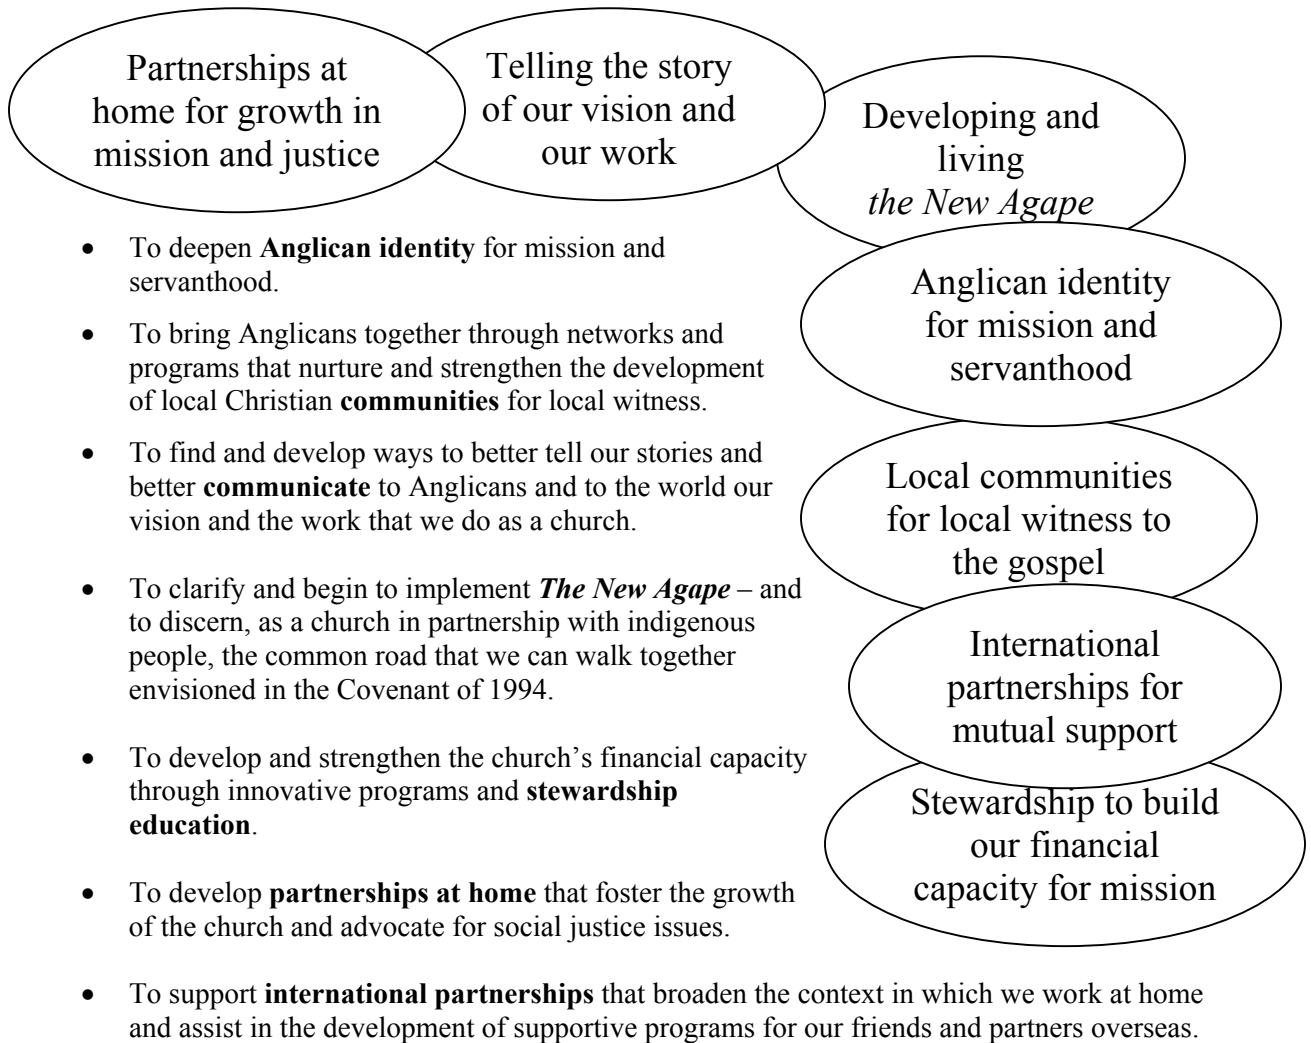 Partnerships at
home for growth in
mission and justice
Telling the story
of our vision and
our work
Developing and
living
the New Agape
Anglican identity
for mission and
servanthood
Local communities
for local witness to
the gospel
International
partnerships for
mutual support
Stewardship to build
our financial
capacity for mission
• To deepen Anglican identity for mission and
servanthood.
• To bring Anglicans together through networks and
programs that nurture and strengthen the development
of local Christian communities for local witness.
• To find and develop ways to better tell our stories and
better communicate to Anglicans and to the world our
vision and the work that we do as a church.
• To clarify and begin to implement The New Agape – and
to discern, as a church in partnership with indigenous
people, the common road that we can walk together
envisioned in the Covenant of 1994.
• To develop and strengthen the church’s financial capacity
through innovative programs and stewardship
education.
• To develop partnerships at home that foster the growth
of the church and advocate for social justice issues.
• To support international partnerships that broaden the context in which we work at home
and assist in the development of supportive programs for our friends and partners overseas.